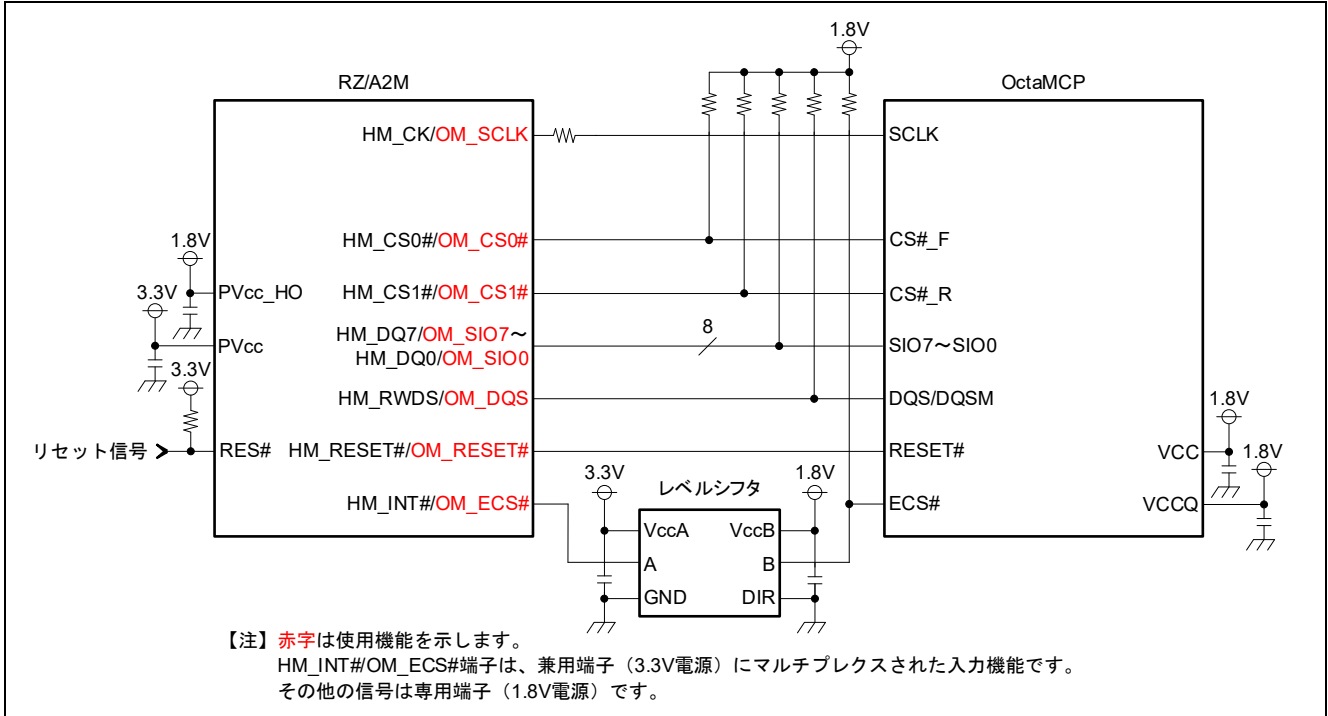 1.8V
RZ/A2M
OctaMCP
HM_CK/OM_SCLK
SCLK
1.8V
HM_CS0#/OM_CS0#
CS#_F
3.3V
PVcc_HO
HM_CS1#/OM_CS1#
CS#_R
HM_DQ7/OM_SIO7～
HM_DQ0/OM_SIO0
8
SIO7～SIO0
PVcc
3.3V
HM_RWDS/OM_DQS
DQS/DQSM
1.8V
リセット信号
RES#
HM_RESET#/OM_RESET#
RESET#
VCC
1.8V
3.3V
レベルシフタ
1.8V
HM_INT#/OM_ECS#
ECS#
VCCQ
VccA
VccB
A
B
GND
DIR
【注】赤字は使用機能を示します。
HM_INT#/OM_ECS#端子は、兼用端子（3.3V電源）にマルチプレクスされた入力機能です。
その他の信号は専用端子（1.8V電源）です。